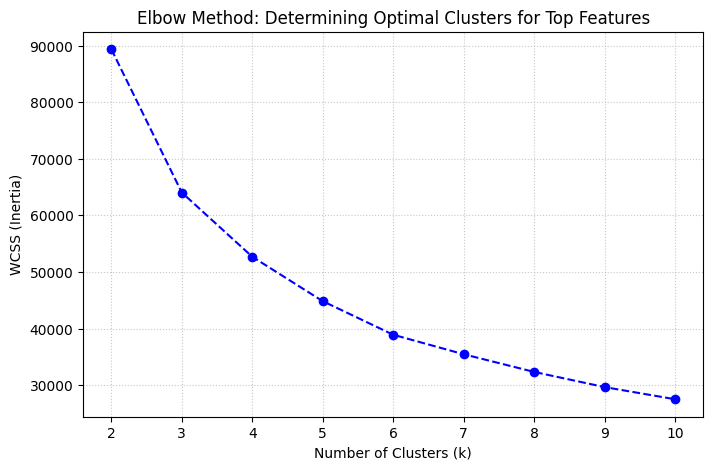 Elbow Method: Determining Optimal Clusters for Top Features
WCSS (Inertia)
90000
80000
70000
60000
50000
40000
30000
2 3 4 5 6 7 8 9 10
Number of Clusters (k)